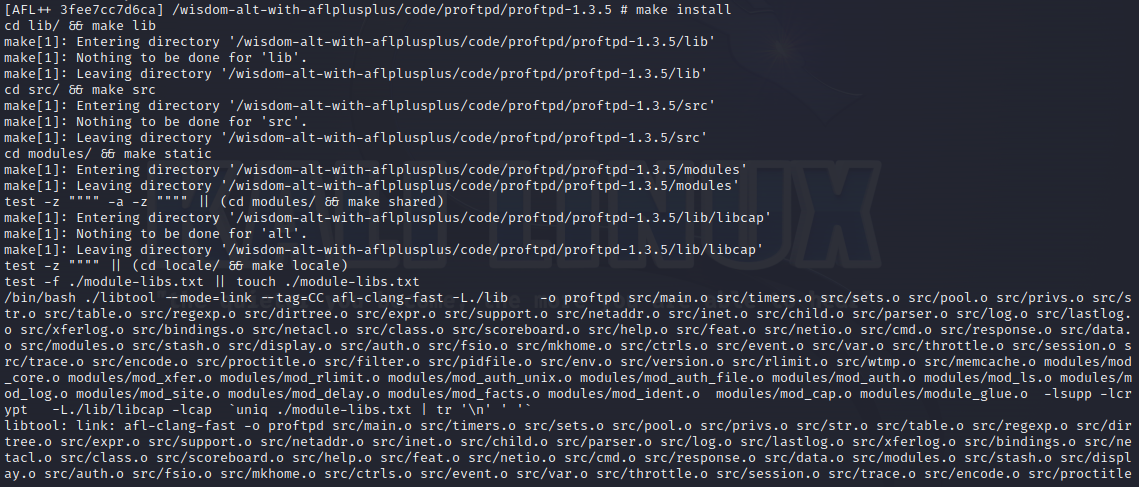 [AFL++ 3fee7cc7d6ca] /wisdom-alt-with-aflplusplus/code/proftpd/proftpd-1.3.5 # make install
cd lib/ && make lib
make[1]: Entering directory '/wisdom-alt-with-aflplusplus/code/proftpd/proftpd-1.3.5/lib'
make[1]: Nothing to be done for 'lib'.
make[1]: Leaving directory '/wisdom-alt-with-aflplusplus/code/proftpd/proftpd-1.3.5/lib'
cd src/ && make src
make[1]: Entering directory '/wisdom-alt-with-aflplusplus/code/proftpd/proftpd-1.3.5/src'
make[1]: Nothing to be done for 'src'.
make[1]: Leaving directory '/wisdom-alt-with-aflplusplus/code/proftpd/proftpd-1.3.5/src'
cd modules/ && make static
make[1]: Entering directory '/wisdom-alt-with-aflplusplus/code/proftpd/proftpd-1.3.5/modules'
make[1]: Leaving directory '/wisdom-alt-with-aflplusplus/code/proftpd/proftpd-1.3.5/modules'
test -z """" -a -z """" || (cd modules/ && make shared)
make[1]: Entering directory '/wisdom-alt-with-aflplusplus/code/proftpd/proftpd-1.3.5/lib/libcap'
make[1]: Nothing to be done for 'all'.
make[1]: Leaving directory '/wisdom-alt-with-aflplusplus/code/proftpd/proftpd-1.3.5/lib/libcap'
test -z """" || (cd locale/ && make locale)
test -f ./module-libs.txt || touch ./module-libs.txt
/bin/bash ./libtool --mode=link --tag=CC afl-clang-fast -L./lib   -o proftpd src/main.o src/timers.o src/sets.o src/pool.o src/privs.o src/s
tr.o src/table.o src/regexp.o src/dirtree.o src/expr.o src/support.o src/netaddr.o src/inet.o src/child.o src/parser.o src/log.o src/lastlog.
o src/xferlog.o src/bindings.o src/netacl.o src/class.o src/scoreboard.o src/help.o src/feat.o src/netio.o src/cmd.o src/response.o src/data.
o src/modules.o src/stash.o src/display.o src/auth.o src/fsio.o src/mkhome.o src/ctrls.o src/event.o src/var.o src/throttle.o src/session.o s
rc/trace.o src/encode.o src/proctitle.o src/filter.o src/pidfile.o src/env.o src/version.o src/rlimit.o src/wtmp.o src/memcache.o modules/mod
_core.o modules/mod_xfer.o modules/mod_rlimit.o modules/mod_auth_unix.o modules/mod_auth_file.o modules/mod_auth.o modules/mod_ls.o modules/m
od_log.o modules/mod_site.o modules/mod_delay.o modules/mod_facts.o modules/mod_ident.o  modules/mod_cap.o modules/module_glue.o  -lsupp -lcr
ypt   -L./lib/libcap -lcap  `uniq ./module-libs.txt | tr '\n' ' '`
libtool: link: afl-clang-fast -o proftpd src/main.o src/timers.o src/sets.o src/pool.o src/privs.o src/str.o src/table.o src/regexp.o src/dir
tree.o src/expr.o src/support.o src/netaddr.o src/inet.o src/child.o src/parser.o src/log.o src/lastlog.o src/xferlog.o src/bindings.o src/ne
tacl.o src/class.o src/scoreboard.o src/help.o src/feat.o src/netio.o src/cmd.o src/response.o src/data.o src/modules.o src/stash.o src/displ
ay.o src/auth.o src/fsio.o src/mkhome.o src/ctrls.o src/event.o src/var.o src/throttle.o src/session.o src/trace.o src/encode.o src/proctitle
KALI LINUX